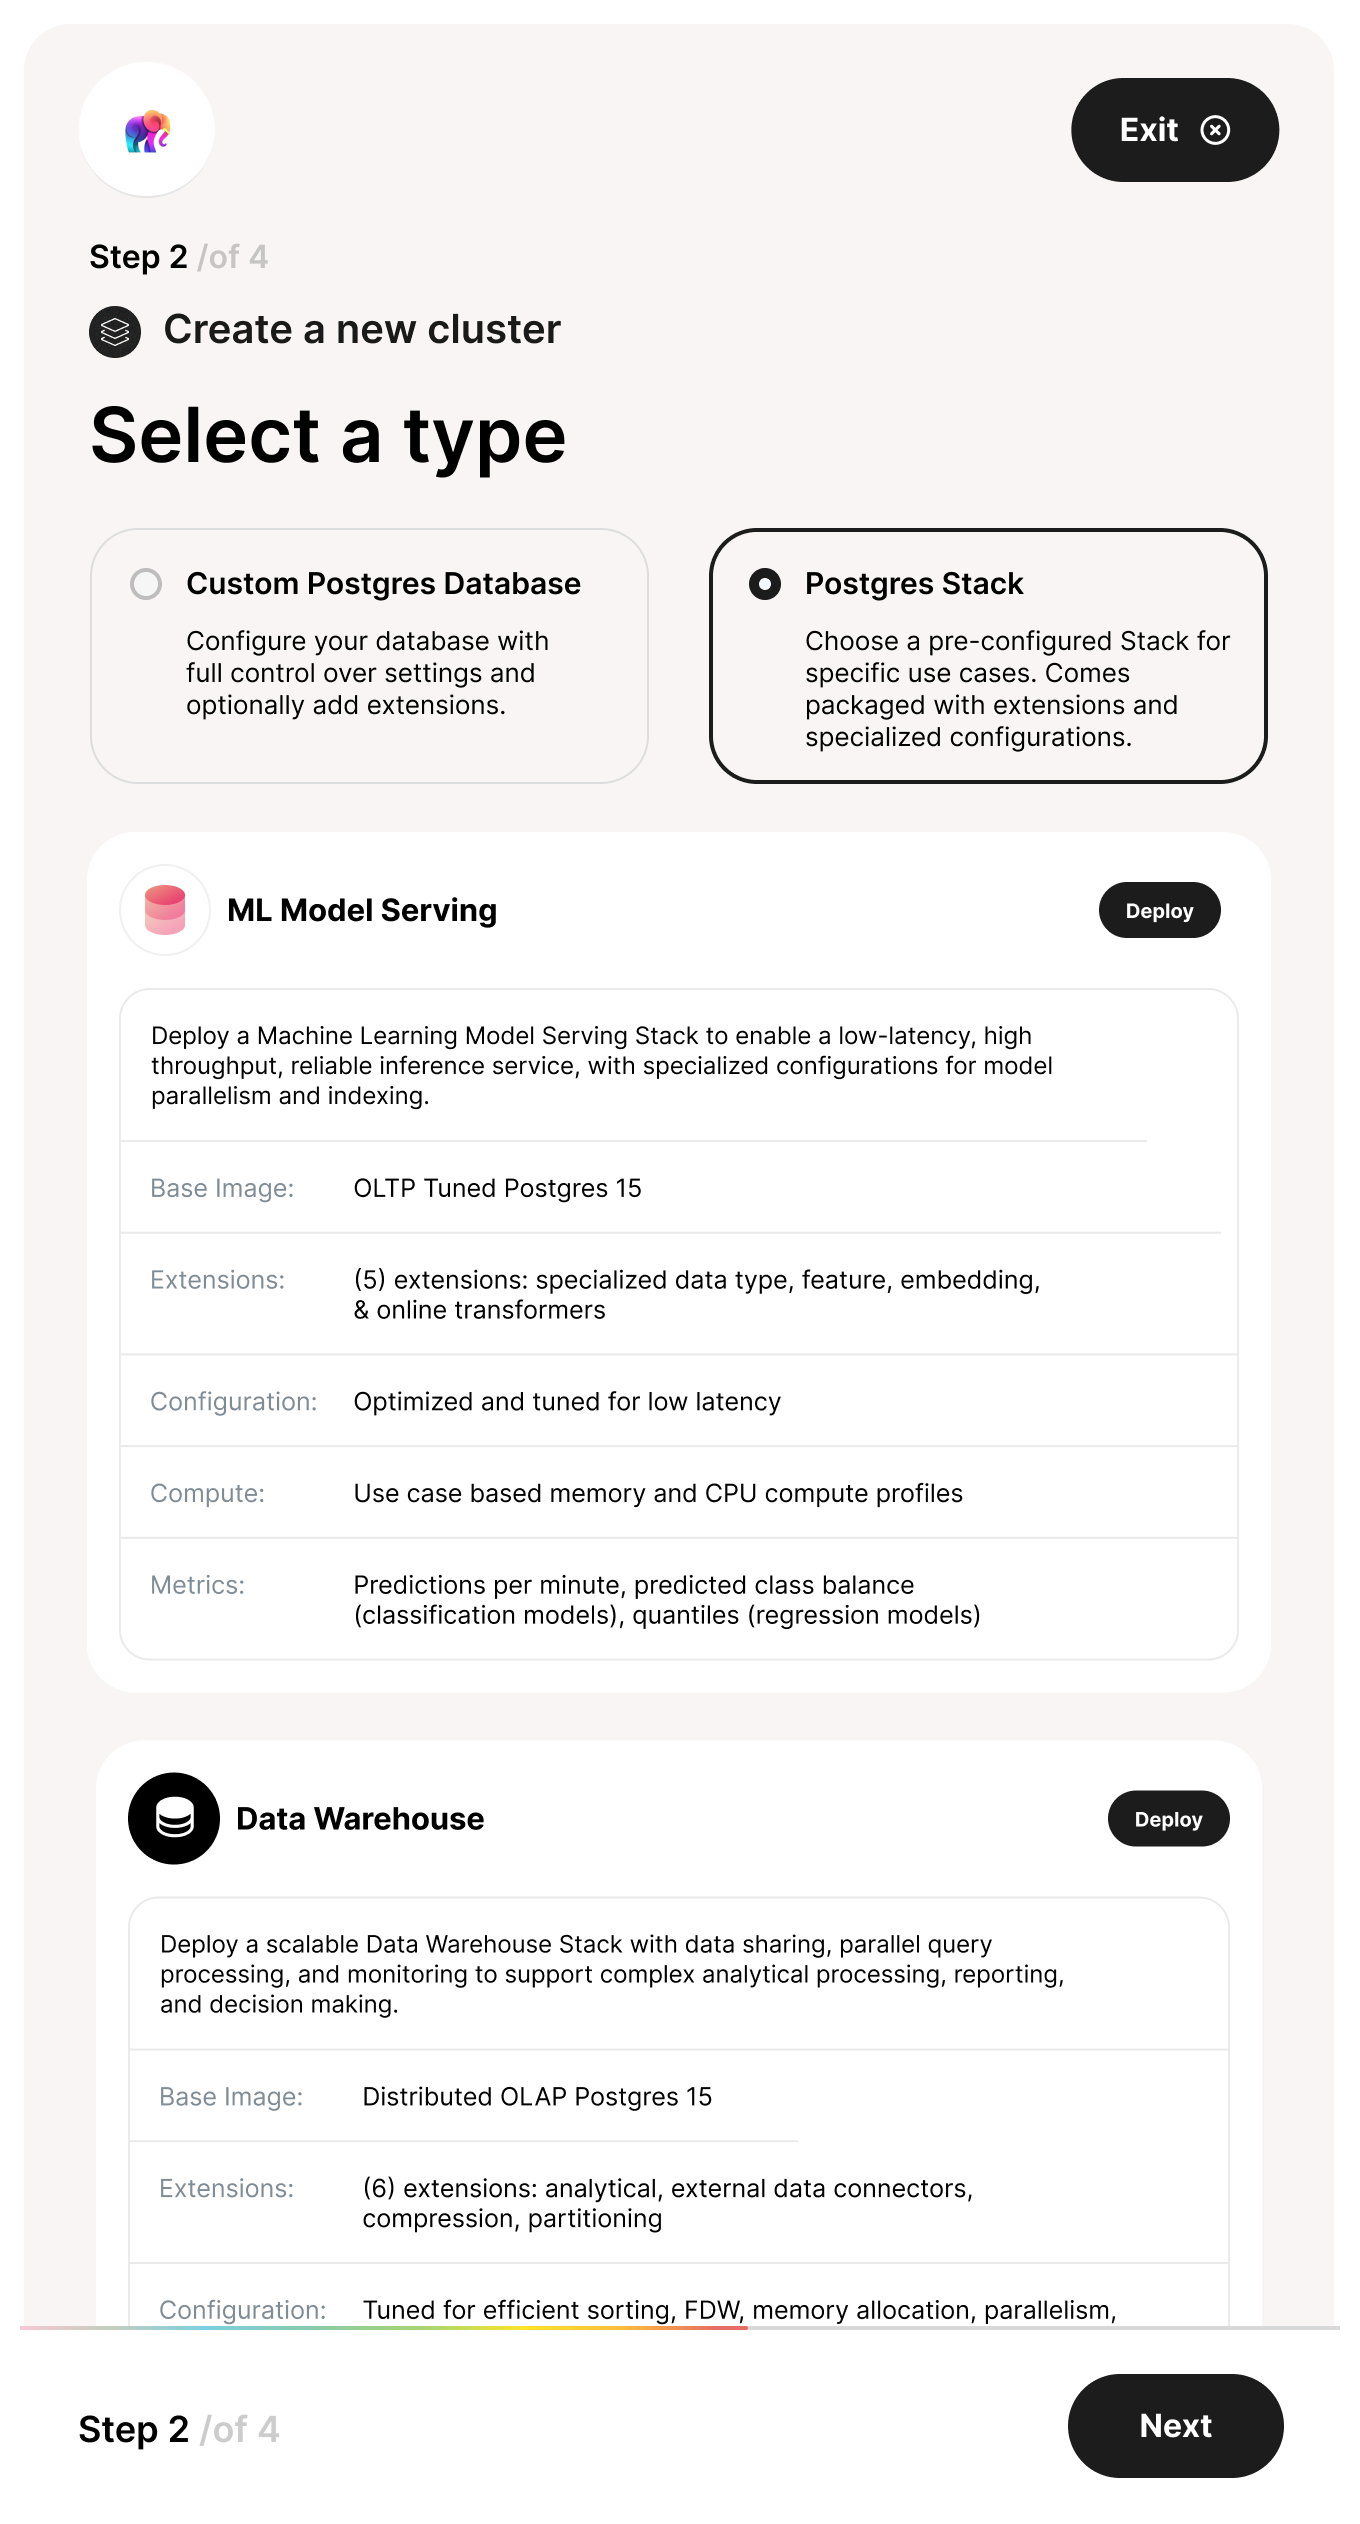 Exit
Step 2 /of 4
Create a new cluster
Select a type
Custom Postgres Database
Configure your database with
full control over settings and
optionally add extensions.
Postgres Stack
Choose a pre-configured Stack for
specific use cases. Comes
packaged with extensions and
specialized configurations.
ML Model Serving
Deploy
Deploy a Machine Learning Model Serving Stack to enable a low-latency, high
throughput, reliable inference service, with specialized configurations for model
parallelism and indexing.
Base Image: OLTP Tuned Postgres 15
Extensions: (5) extensions: specialized data type, feature, embedding,
& online transformers
Configuration: Optimized and tuned for low latency
Compute: Use case based memory and CPU compute profiles
Metrics: Predictions per minute, predicted class balance
(classification models), quantiles (regression models)
Data Warehouse
Deploy
Deploy a scalable Data Warehouse Stack with data sharing, parallel query
processing, and monitoring to support complex analytical processing, reporting,
and decision making.
Base Image: Distributed OLAP Postgres 15
Extensions: (6) extensions: analytical, external data connectors,
compression, partitioning
Configuration: Tuned for efficient sorting, FDW, memory allocation, parallelism,
Step 2 /of 4
Next